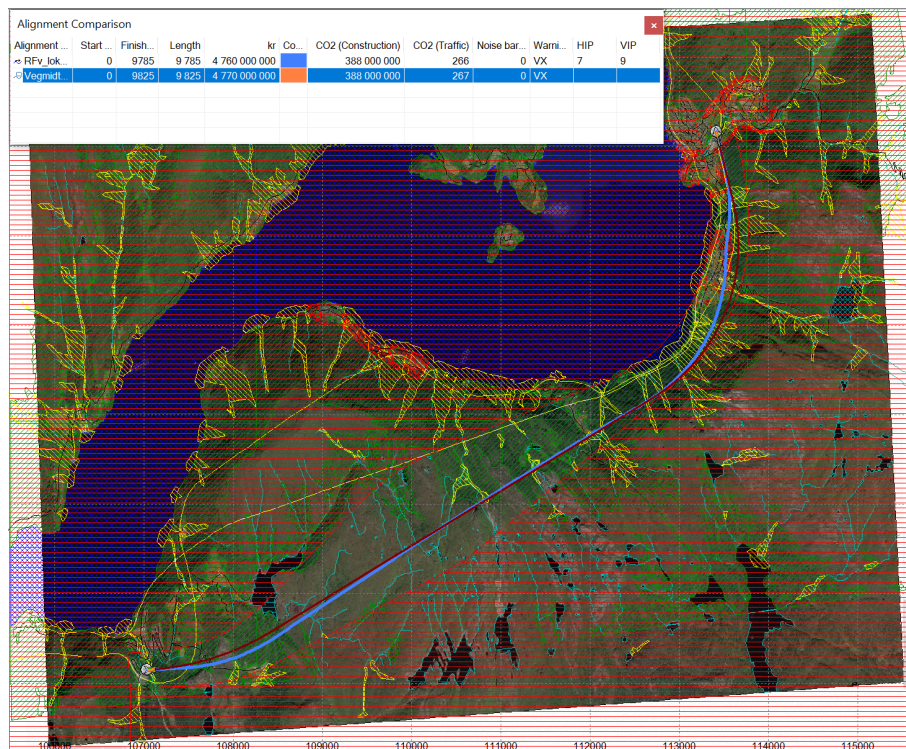 Alignment Comparison
Alignment ... Start ... Finish... Length kr Co... CO2 (Construction) CO2 (Traffic) Noise bar... Warni... HIP VIP
RFv_lok... 0 9785 9 785 4 760 000 000 388 000 000 266 0 VX 7 9
Vegmidt... 0 9825 9 825 4 770 000 000 388 000 000 267 0 VX
107000 108000 109000 110000 111000 112000 113000 114000 115000